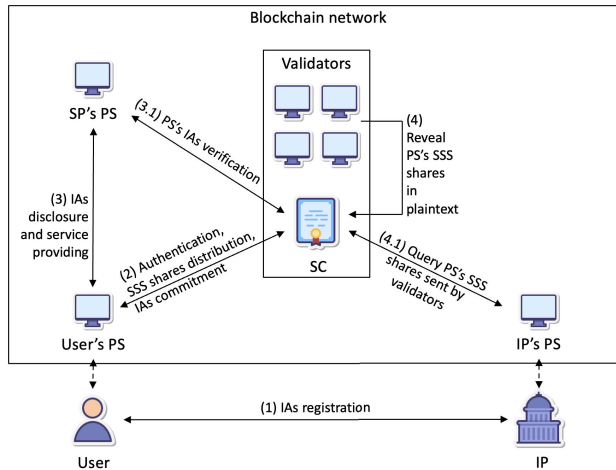 Blockchain network
Validators
SP's PS
(3.1) PS's IAs verification
(4)
Reveal
PS's SSS
shares
in
plaintext
(3) IAs
disclosure
and service
providing
(2) Authentication,
SSS shares distribution,
IAs commitment
SC
(4.1) Query PS's SSS
shares sent by
validators
User's PS
IP's PS
(1) IAs registration
User
IP